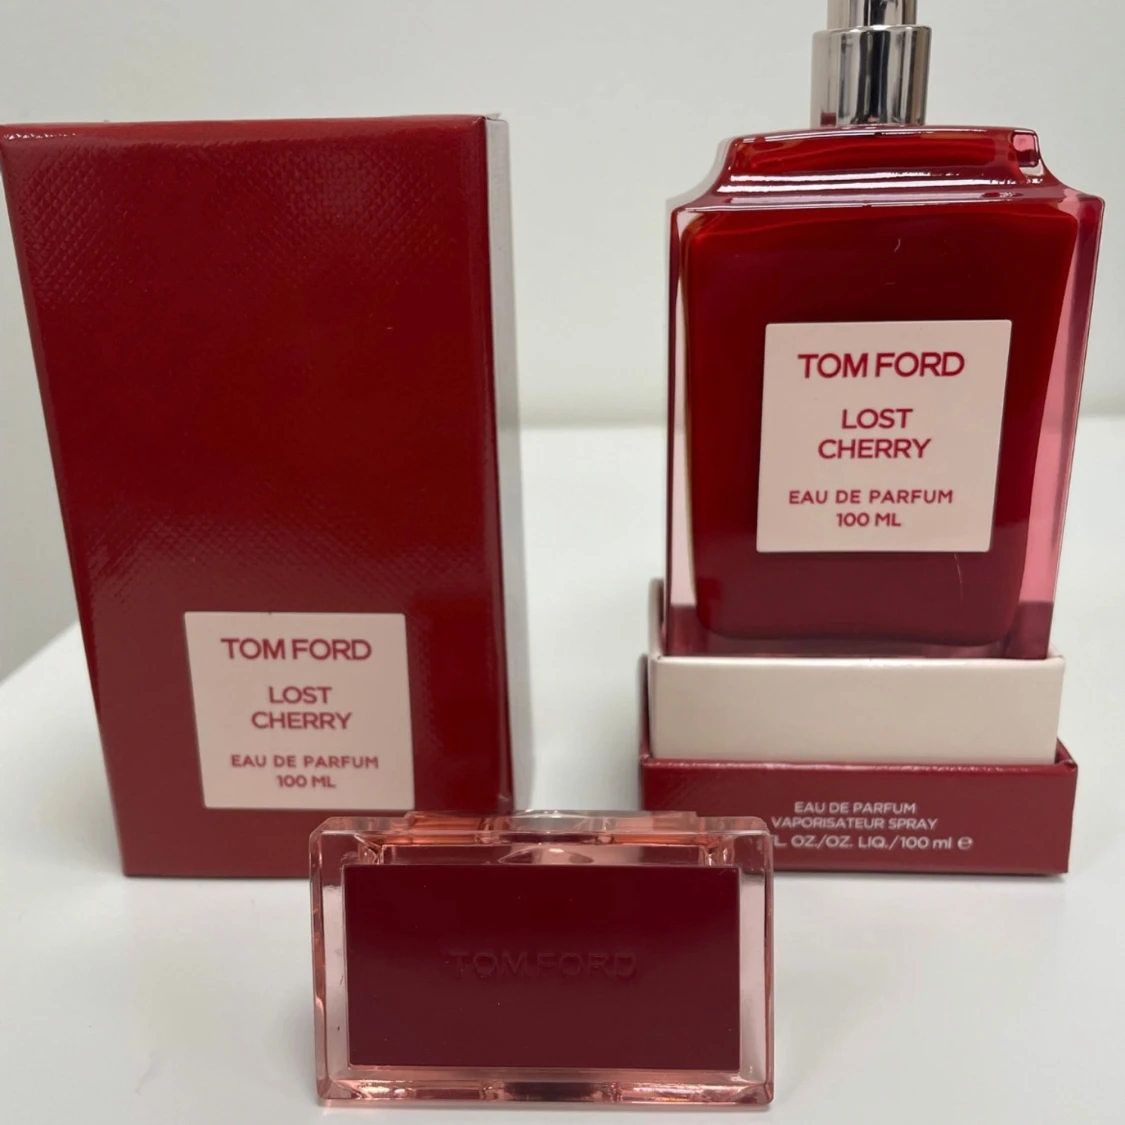 TOM FORD
LOST
CHERRY
EAU DE PARFUM
100 ML
TOM FORD
LOST
CHERRY
EAU DE PARFUM
100 ML
EAU DE PARFUM
VAPORISATEUR SPRAY
OZ./OZ. LIQ./100 ml ℮
TOM FORD